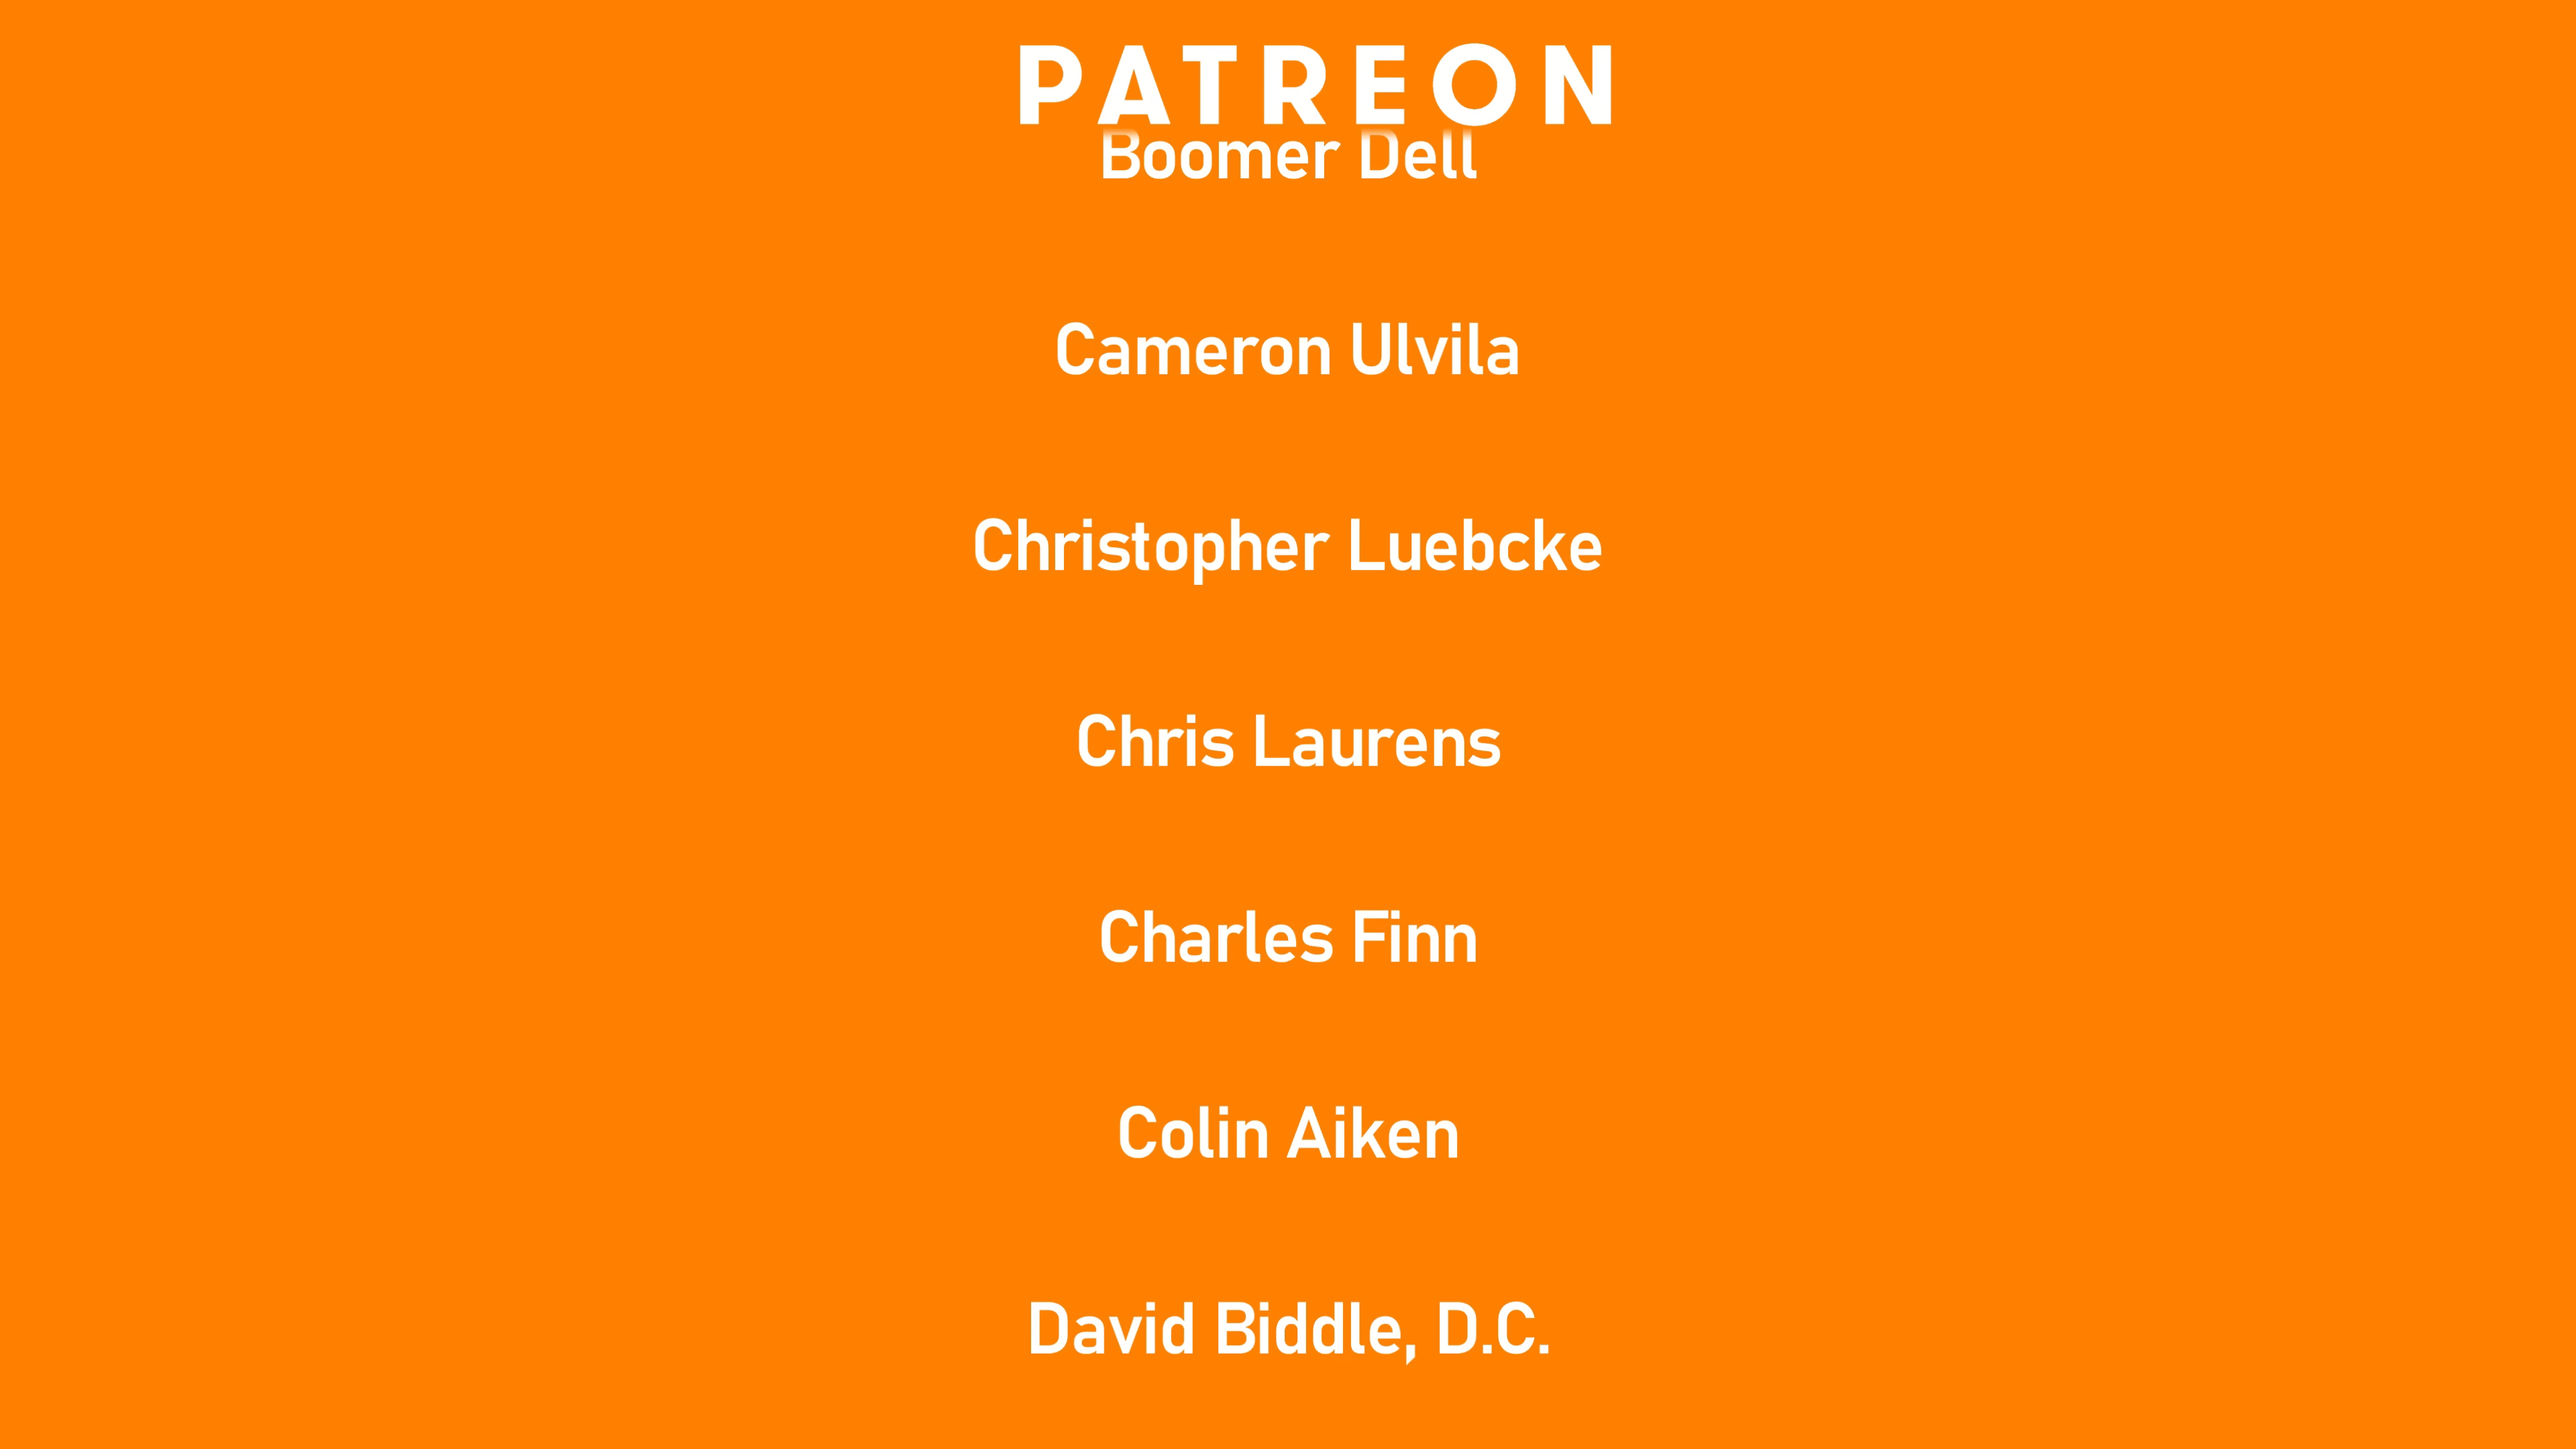 PATREON
Boomer Dell
Cameron Ulvila
Christopher Luebcke
Chris Laurens
Charles Finn
Colin Aiken
David Biddle, D.C.